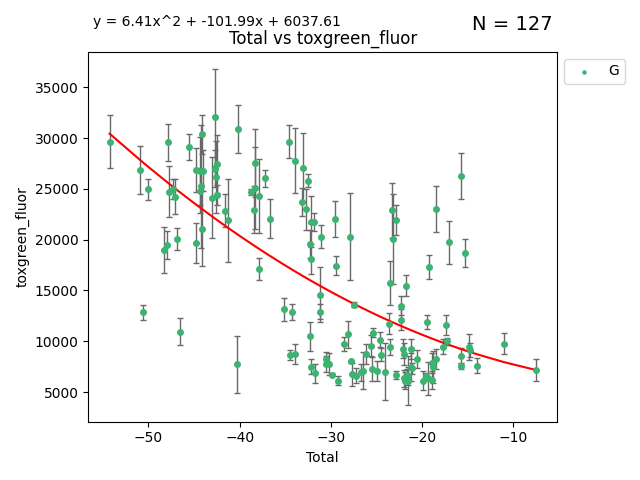 y = 6.41x^2 + -101.99x + 6037.61
N = 127
Total vs toxgreen_fluor
G
toxgreen_fluor
35000
30000
25000
20000
15000
10000
5000
−50
−40
−30
−20
−10
Total